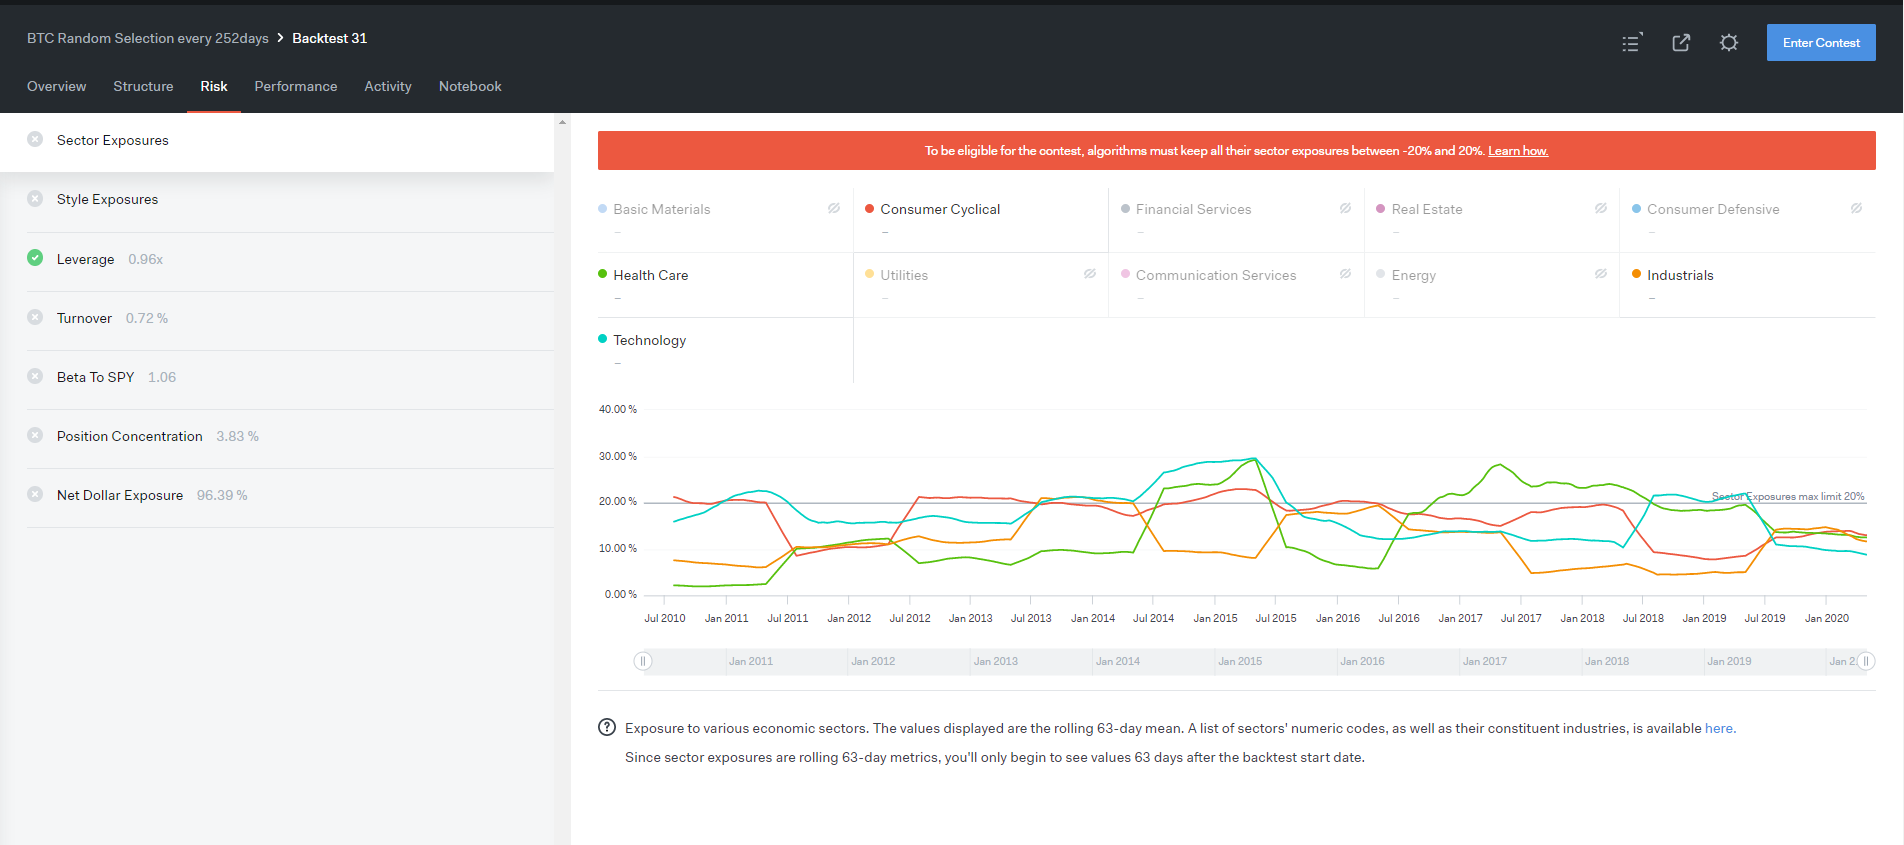 BTC Random Selection every 252days > Backtest 31
Enter Contest
Overview Structure Risk Performance Activity Notebook
Sector Exposures
Style Exposures
Leverage 0.96x
Turnover 0.72 %
Beta To SPY 1.06
Position Concentration 3.83 %
Net Dollar Exposure 96.39 %
To be eligible for the contest, algorithms must keep all their sector exposures between -20% and 20%. Learn how.
Basic Materials Consumer Cyclical Financial Services Real Estate Consumer Defensive
– – – – –
Health Care Utilities Communication Services Energy Industrials
– – – – –
Technology
–
40.00 %
30.00 %
20.00 %
10.00 %
0.00 %
Sector Exposures max limit 20%
Jul 2010 Jan 2011 Jul 2011 Jan 2012 Jul 2012 Jan 2013 Jul 2013 Jan 2014 Jul 2014 Jan 2015 Jul 2015 Jan 2016 Jul 2016 Jan 2017 Jul 2017 Jan 2018 Jul 2018 Jan 2019 Jul 2019 Jan 2020
Jan 2011 Jan 2012 Jan 2013 Jan 2014 Jan 2015 Jan 2016 Jan 2017 Jan 2018 Jan 2019 Jan 2
Exposure to various economic sectors. The values displayed are the rolling 63-day mean. A list of sectors' numeric codes, as well as their constituent industries, is available here.
Since sector exposures are rolling 63-day metrics, you'll only begin to see values 63 days after the backtest start date.